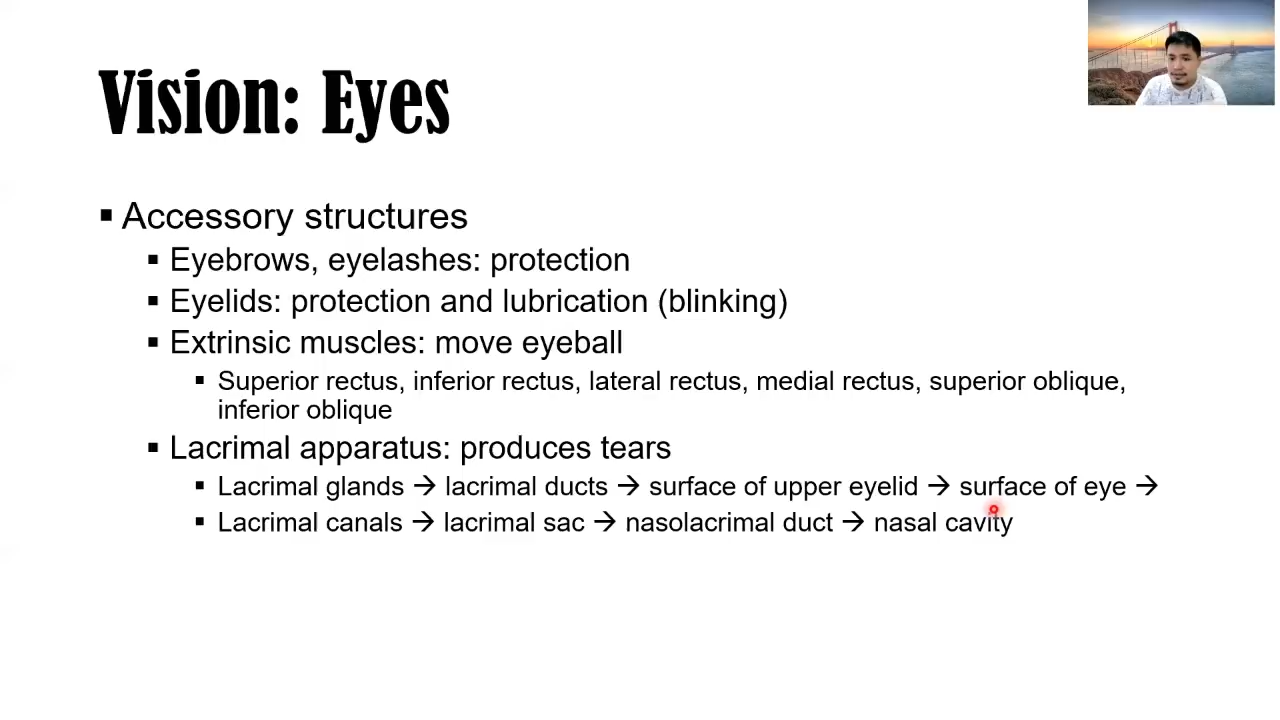 Vision: Eyes
▪ Accessory structures
▪ Eyebrows, eyelashes: protection
▪ Eyelids: protection and lubrication (blinking)
▪ Extrinsic muscles: move eyeball
▪ Superior rectus, inferior rectus, lateral rectus, medial rectus, superior oblique,
inferior oblique
▪ Lacrimal apparatus: produces tears
▪ Lacrimal glands → lacrimal ducts → surface of upper eyelid → surface of eye →
▪ Lacrimal canals → lacrimal sac → nasolacrimal duct → nasal cavity